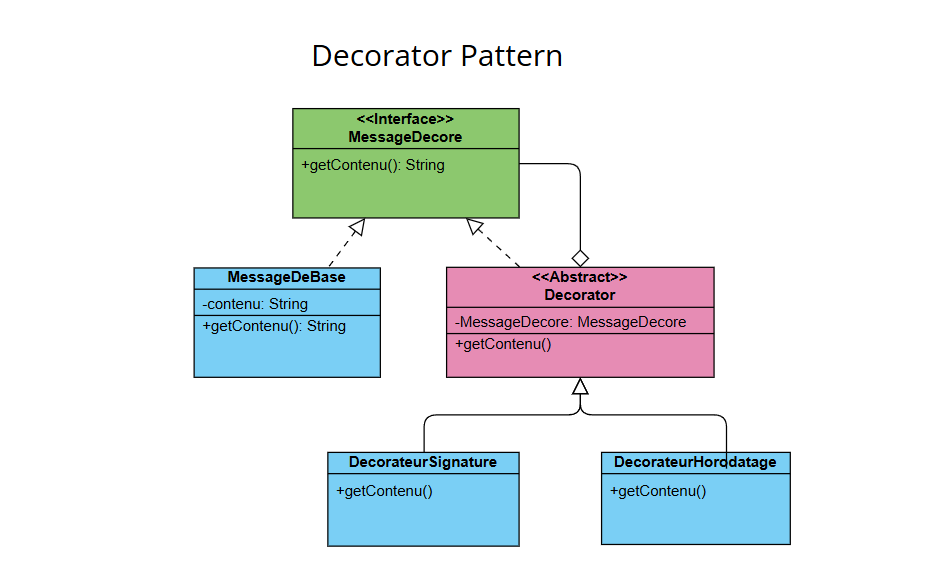 Decorator Pattern
<<Interface>>
MessageDecore
+getContenu(): String
MessageDeBase
-contenu: String
+getContenu(): String
<<Abstract>>
Decorator
-MessageDecore: MessageDecore
+getContenu()
DecorateurSignature
+getContenu()
DecorateurHorodatage
+getContenu()